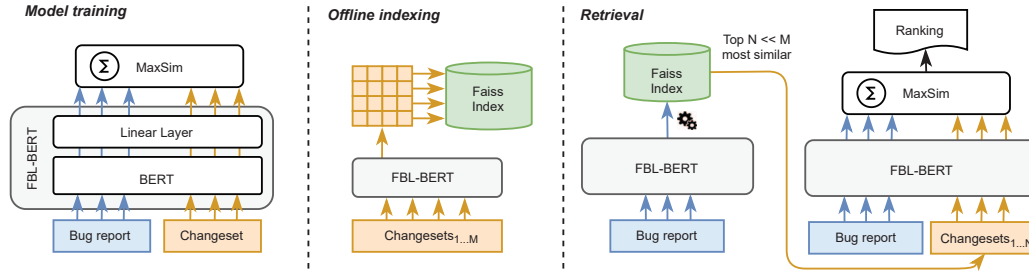 Model training
Σ
MaxSim
FBL-BERT
Linear Layer
BERT
Bug report
Changeset
Offline indexing
Faiss
Index
FBL-BERT
Changesets1...M
Retrieval
Faiss
Index
Top N << M
most similar
FBL-BERT
Bug report
Ranking
Σ
MaxSim
FBL-BERT
Bug report
Changesets1...N